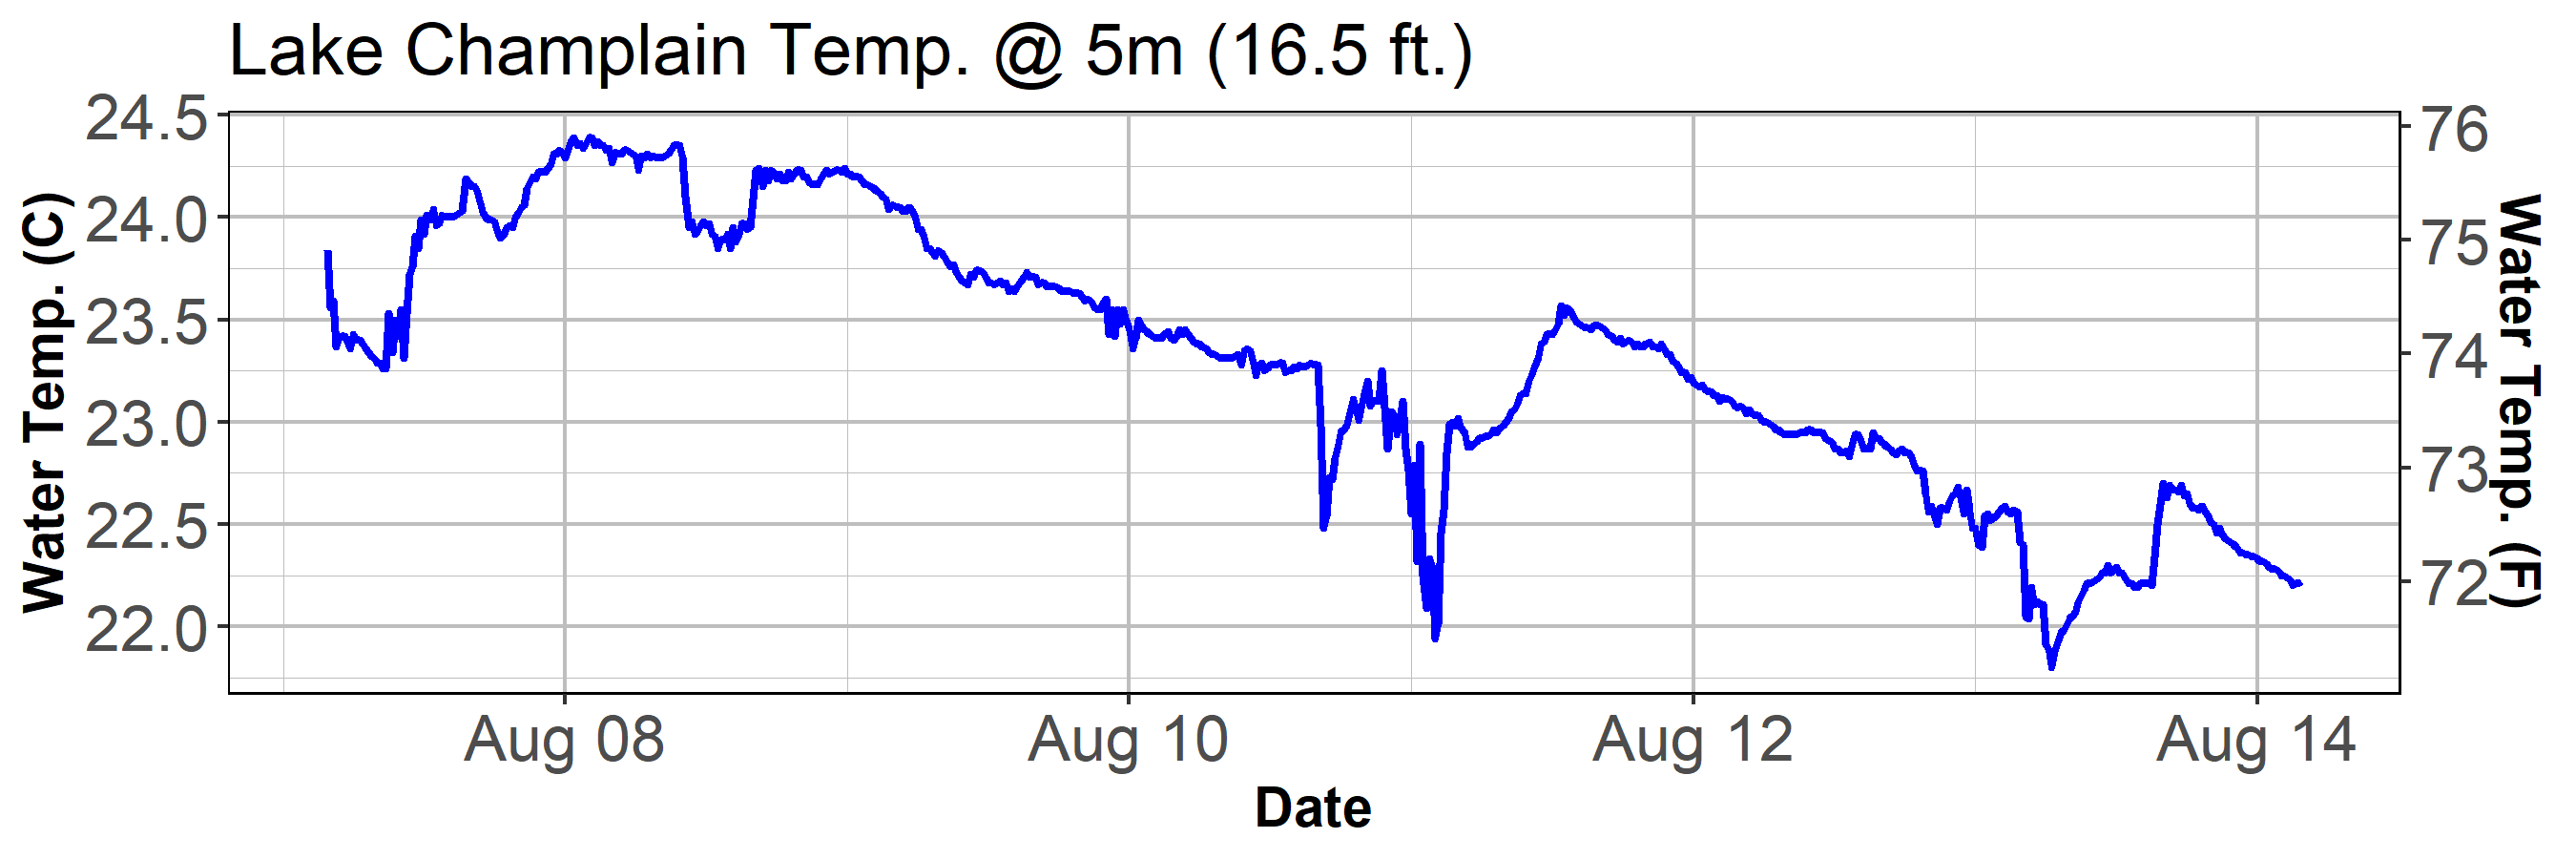 Lake Champlain Temp. @ 5m (16.5 ft.)
Water Temp. (C)
24.5
24.0
23.5
23.0
22.5
22.0
76
75
74
73
72
Water Temp. (F)
Aug 08
Aug 10
Aug 12
Aug 14
Date